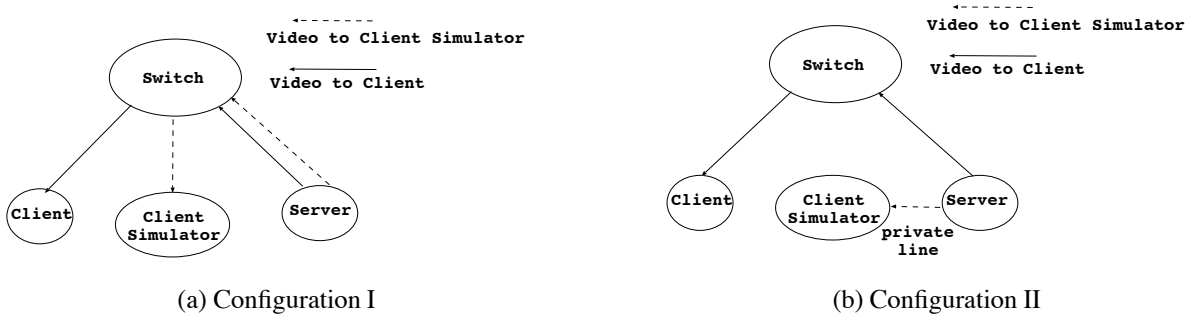 Video to Client Simulator
Video to Client
Switch
Client
Client
Simulator
Server
(a) Configuration I
Video to Client Simulator
Video to Client
Switch
Client
Client
Simulator
Server
private
line
(b) Configuration II